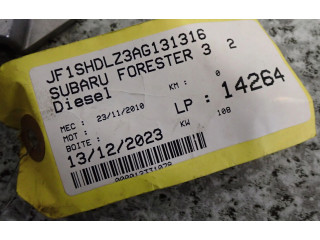 JF1SHDLZ3AG131316
SUBARU FORESTER 3 2
Diesel
KM : 0
MEC : 23/11/2010
LP : 14264
MOT :
BOITE :
KW 108
13/12/2023